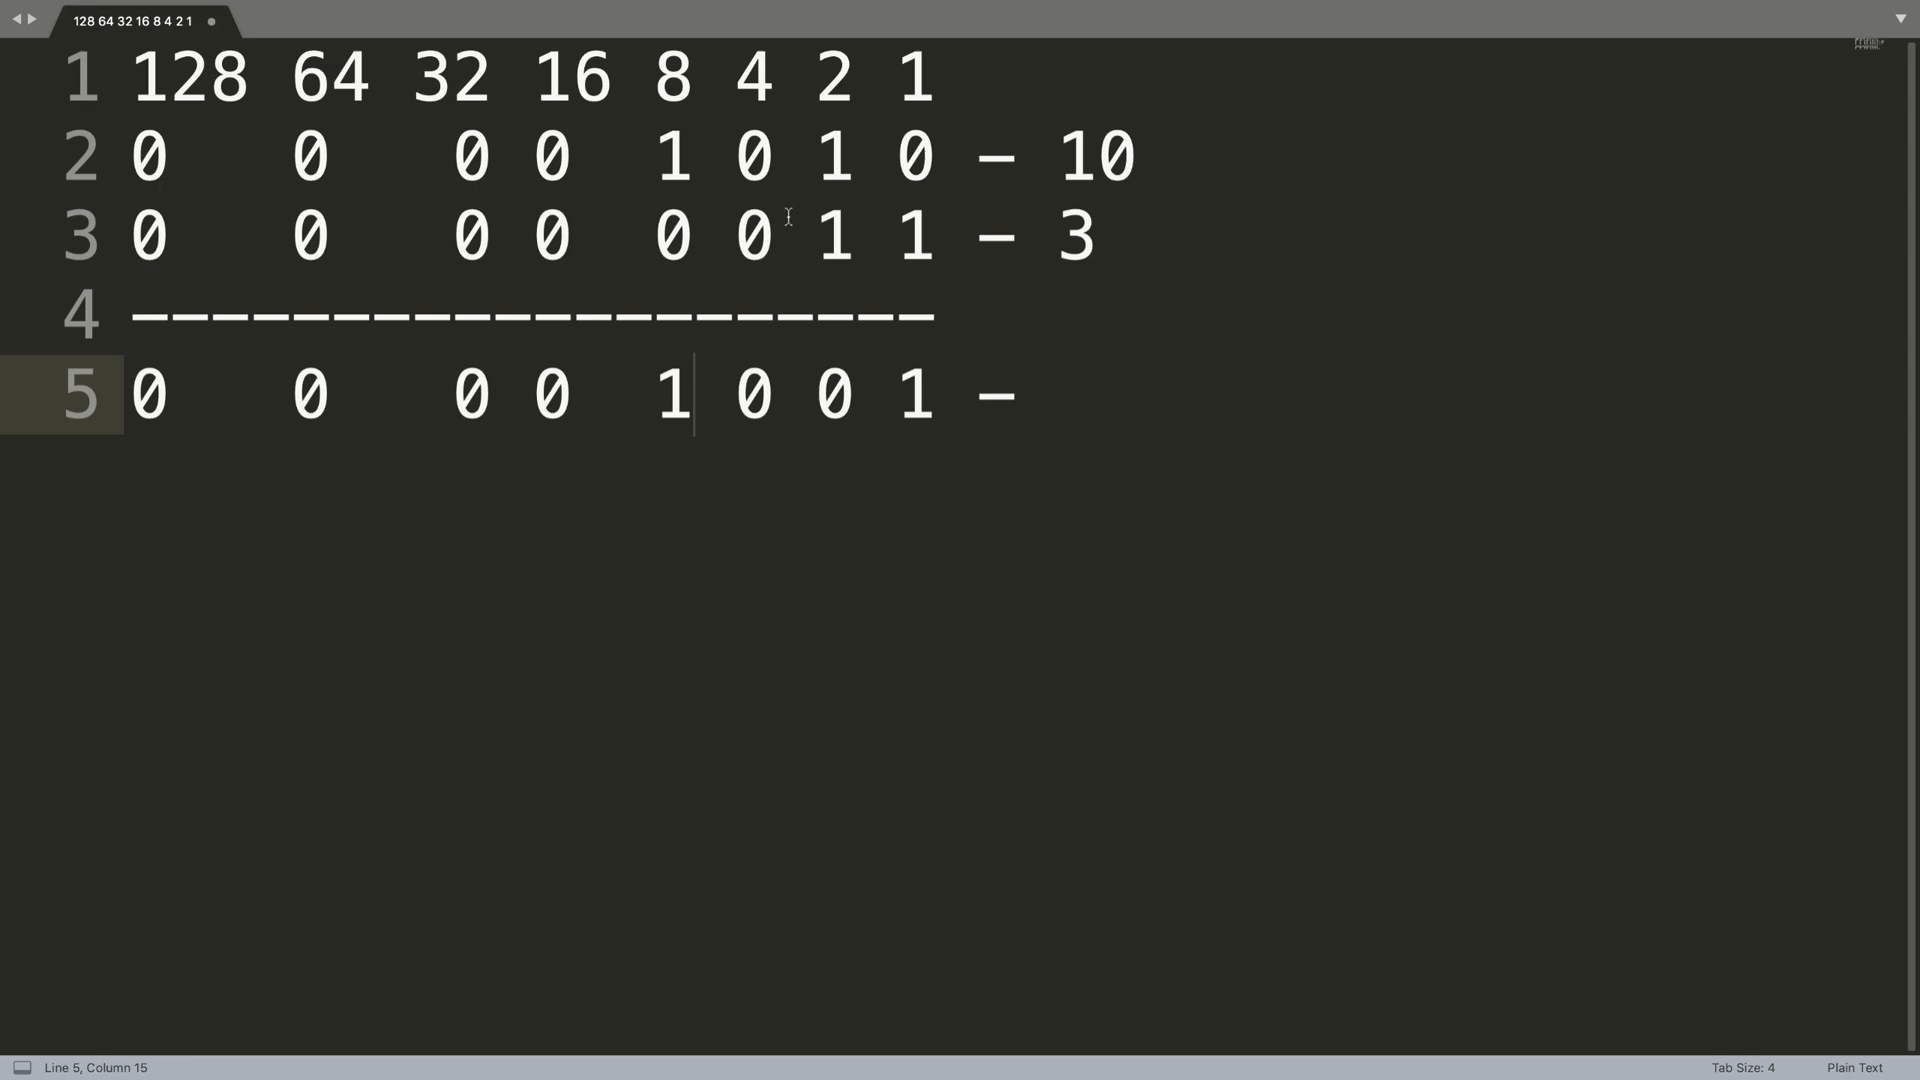 128 64 32 16 8 4 2 1
1 128 64 32 16 8 4 2 1
2 0 0 0 0 1 0 1 0 – 10
3 0 0 0 0 0 0 1 1 – 3
4 ––––––––––––––––––––
5 0 0 0 0 1 0 0 1 –
Line 5, Column 15 Tab Size: 4 Plain Text